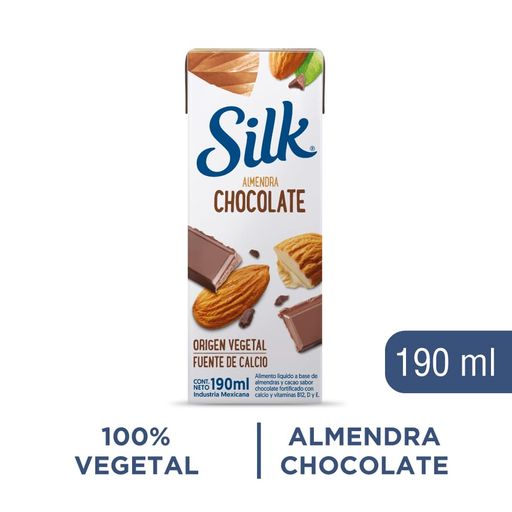 Silk®
ALMENDRA
CHOCOLATE
ORIGEN VEGETAL
FUENTE DE CALCIO
CONT.
NETO 190ml
Industria Mexicana
Alimento líquido a base de
almendras y cacao sabor
chocolate fortificado con
calcio y vitaminas B12, D y E.
190 ml
100%
VEGETAL
ALMENDRA
CHOCOLATE